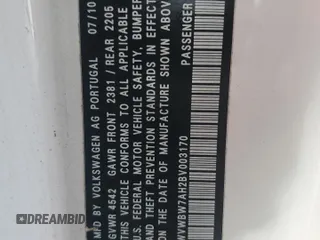 MFD BY VOLKSWAGEN AG PORTUGAL 07/10
GVWR 4542 GAWR FRONT 2381 / REAR 2205
THIS VEHICLE CONFORMS TO ALL APPLICABLE
U.S. FEDERAL MOTOR VEHICLE SAFETY, BUMPER
AND THEFT PREVENTION STANDARDS IN EFFECT
ON THE DATE OF MANUFACTURE SHOWN ABOVE.
WVWBW7AH2BV003170 PASSENGER
DREAMBID